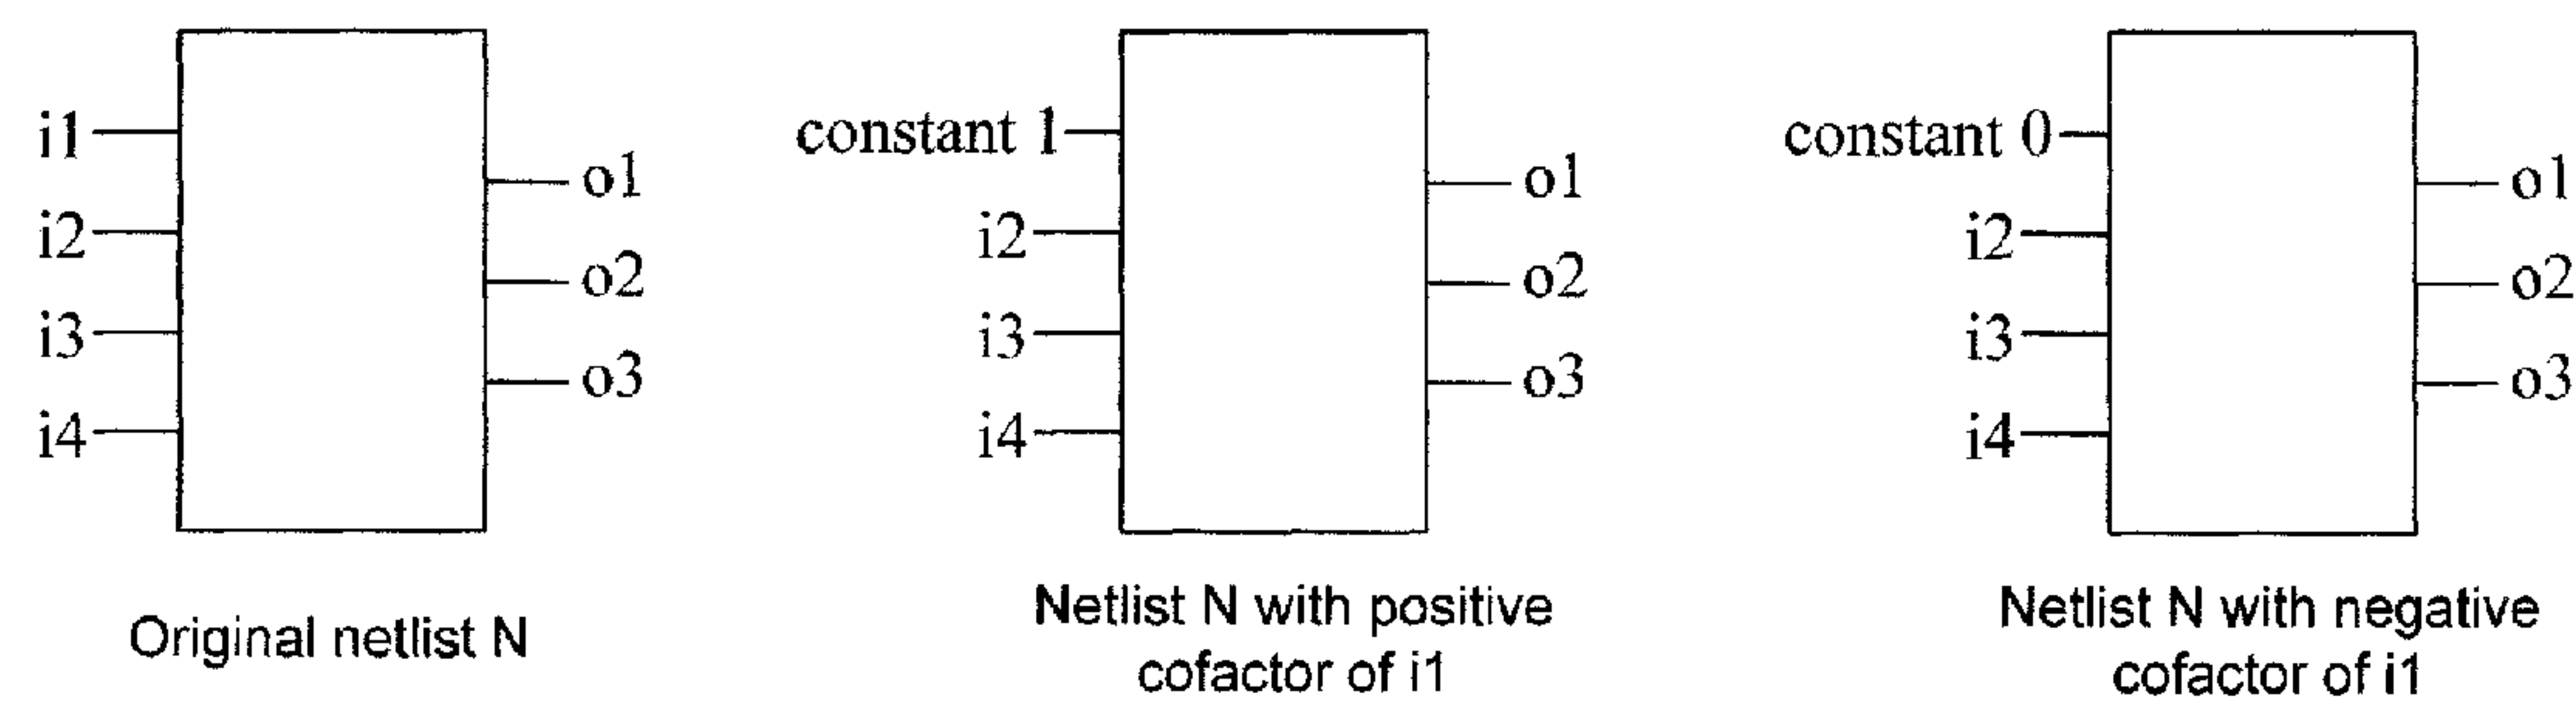 i1
i2
i3
i4
o1
o2
o3
Original netlist N
constant 1
i2
i3
i4
o1
o2
o3
Netlist N with positive
cofactor of i1
constant 0
i2
i3
i4
o1
o2
o3
Netlist N with negative
cofactor of i1